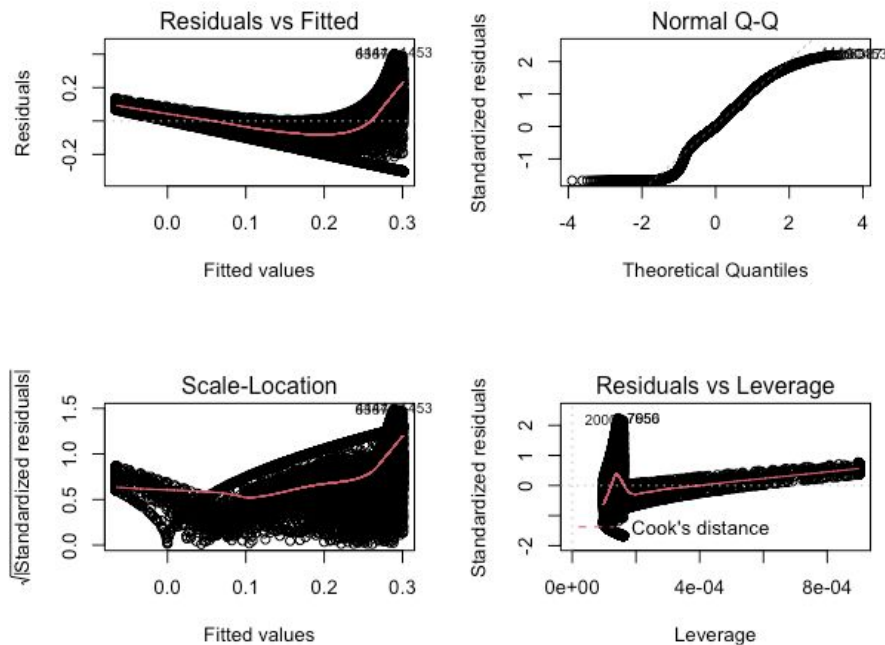 Residuals vs Fitted
Residuals
0.2
-0.2
0.0
0.1
0.2
0.3
Fitted values
Normal Q-Q
Standardized residuals
2
1
0
-1
-4
-2
0
2
4
Theoretical Quantiles
Scale-Location
√|Standardized residuals|
1.5
1.0
0.5
0.0
0.0
0.1
0.2
0.3
Fitted values
Residuals vs Leverage
Standardized residuals
2
1
0
-2
Cook's distance
0e+00
4e-04
8e-04
Leverage